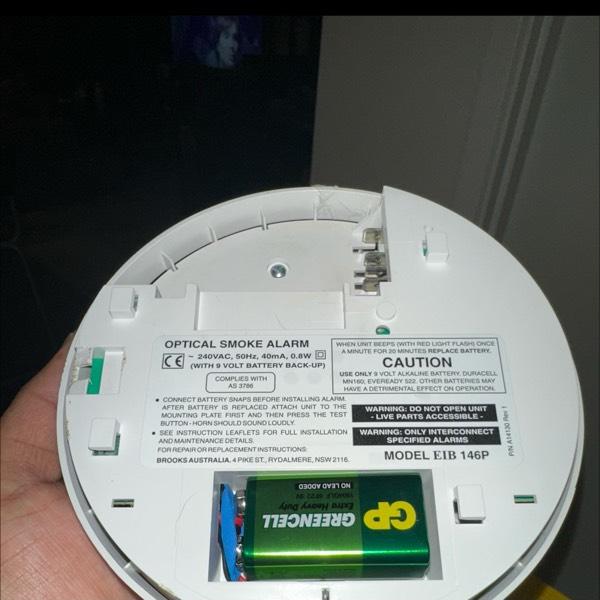 OPTICAL SMOKE ALARM
CE ~ 240VAC, 50Hz, 40mA, 0.8W
(WITH 9 VOLT BATTERY BACK-UP)
COMPLIES WITH
AS 3786
• CONNECT BATTERY SNAPS BEFORE INSTALLING ALARM.
AFTER BATTERY IS REPLACED ATTACH UNIT TO THE
MOUNTING PLATE FIRST AND THEN PRESS THE TEST
BUTTON - HORN SHOULD SOUND LOUDLY.
• SEE INSTRUCTION LEAFLETS FOR FULL INSTALLATION
AND MAINTENANCE DETAILS.
FOR REPAIR OR REPLACEMENT INSTRUCTIONS:
BROOKS AUSTRALIA, 4 PIKE ST., RYDALMERE, NSW 2116.
WHEN UNIT BEEPS (WITH RED LIGHT FLASH) ONCE
A MINUTE FOR 20 MINUTES REPLACE BATTERY.
CAUTION
USE ONLY 9 VOLT ALKALINE BATTERY, DURACELL
MN160;, EVEREADY 522. OTHER BATTERIES MAY
HAVE A DETRIMENTAL EFFECT ON OPERATION.
WARNING: DO NOT OPEN UNIT
- LIVE PARTS ACCESSIBLE -
WARNING: ONLY INTERCONNECT
SPECIFIED ALARMS
MODEL EIB 146P
P/N A14130 Rev1
GP
GREENCELL
Extra Heavy Duty
9V
NO LEAD ADDED